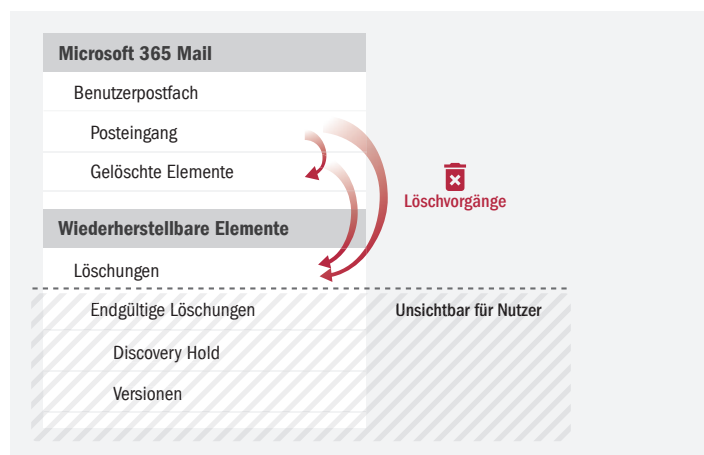 Microsoft 365 Mail
Benutzerpostfach
Posteingang
Gelöschte Elemente
Löschvorgänge
Wiederherstellbare Elemente
Löschungen
Endgültige Löschungen
Unsichtbar für Nutzer
Discovery Hold
Versionen